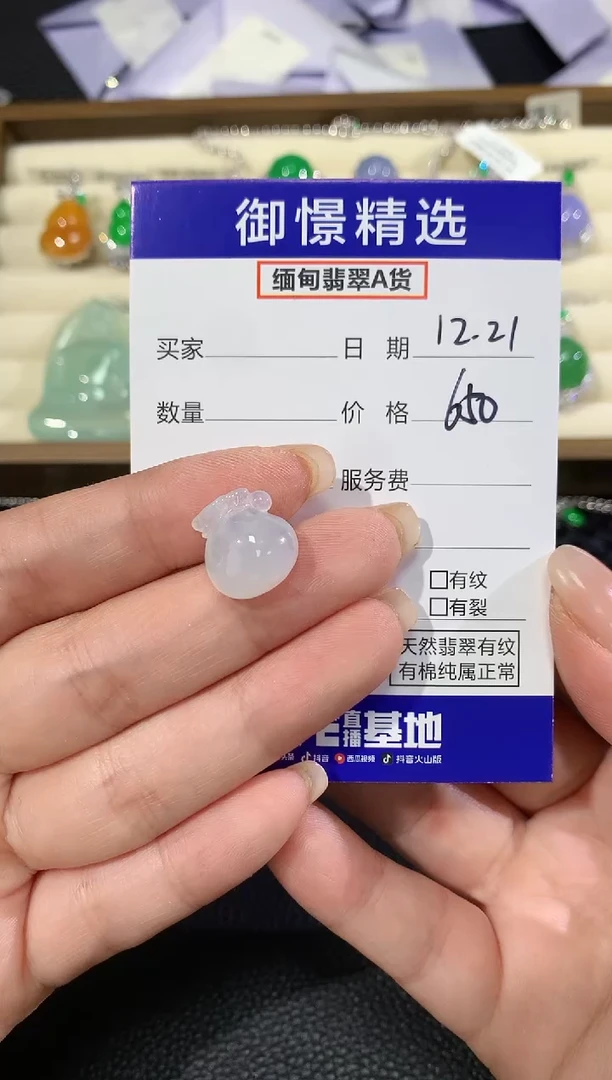 御憬精选
缅甸翡翠A货
买家 日 期 12.21
数量 价 格 650
服务费
□有纹
□有裂
天然翡翠有纹
有棉纯属正常
直播基地
抖音 西瓜视频 抖音火山版